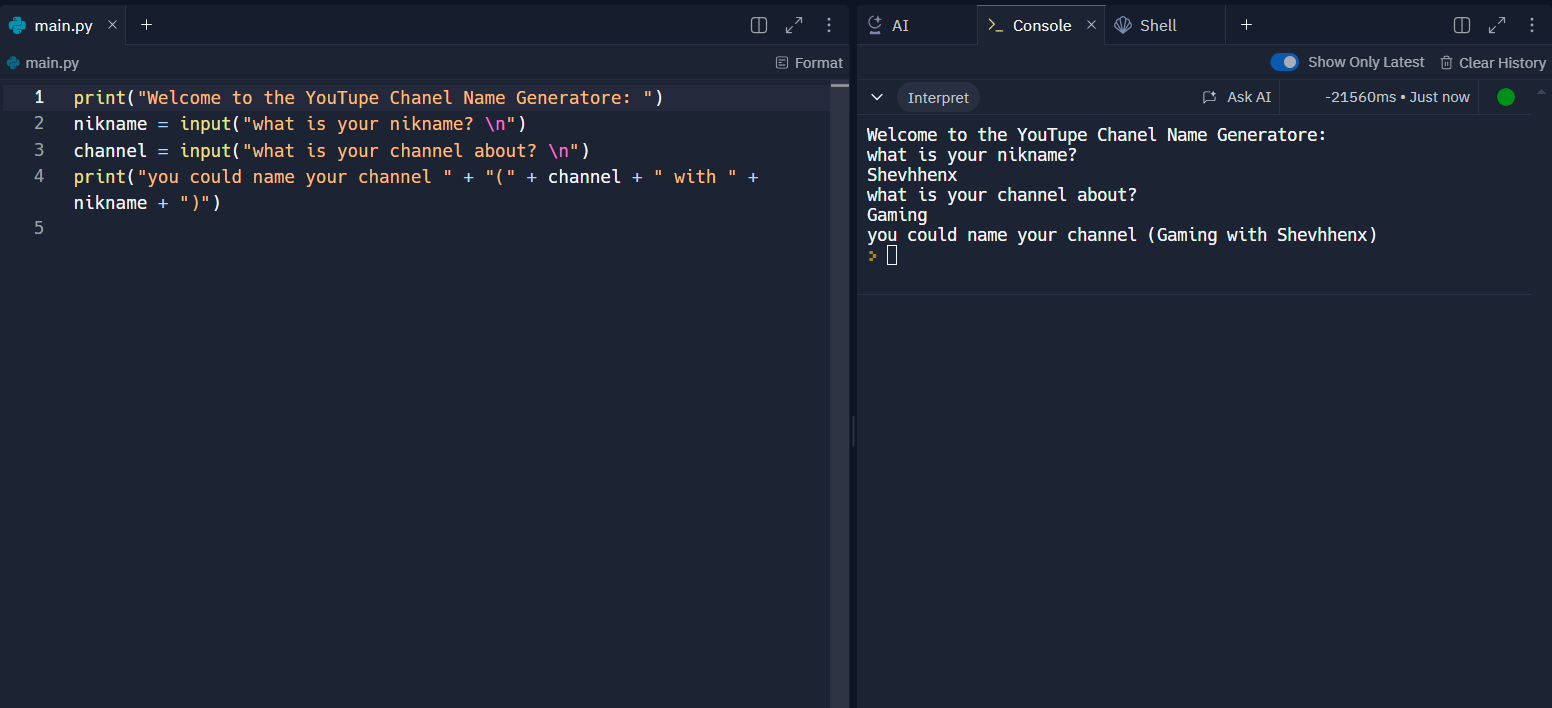 main.py × +
AI
Console ×
Shell
+
main.py
Format
Show Only Latest
Clear History
1 print("Welcome to the YouTupe Chanel Name Generatore: ")
2 nikname = input("what is your nikname? \n")
3 channel = input("what is your channel about? \n")
4 print("you could name your channel " + "(" + channel + " with " +
nikname + ")")
5
Interpret
Ask AI
-21560ms • Just now
Welcome to the YouTupe Chanel Name Generatore:
what is your nikname?
Shevhhenx
what is your channel about?
Gaming
you could name your channel (Gaming with Shevhhenx)